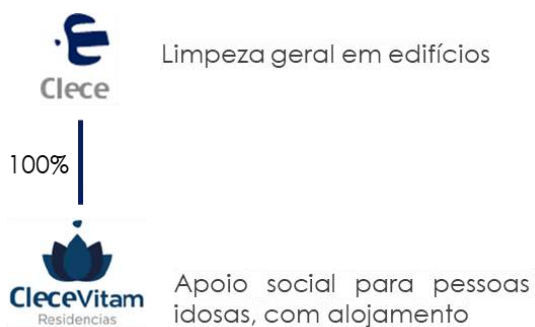 Clece
Limpeza geral em edifícios
100%
CleceVitam
Residencias
Apoio social para pessoas
idosas, com alojamento